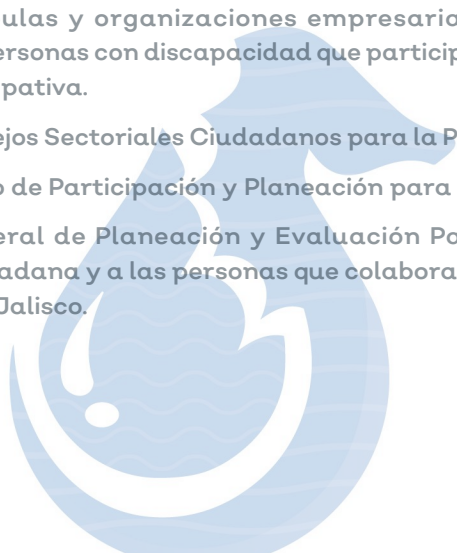 ulas y organizaciones empresario
ersonas con discapacidad que particip
pativa.
ejos Sectoriales Ciudadanos para la P
o de Participación y Planeación para
eral de Planeación y Evaluación Pa
adana y a las personas que colabora
Jalisco.